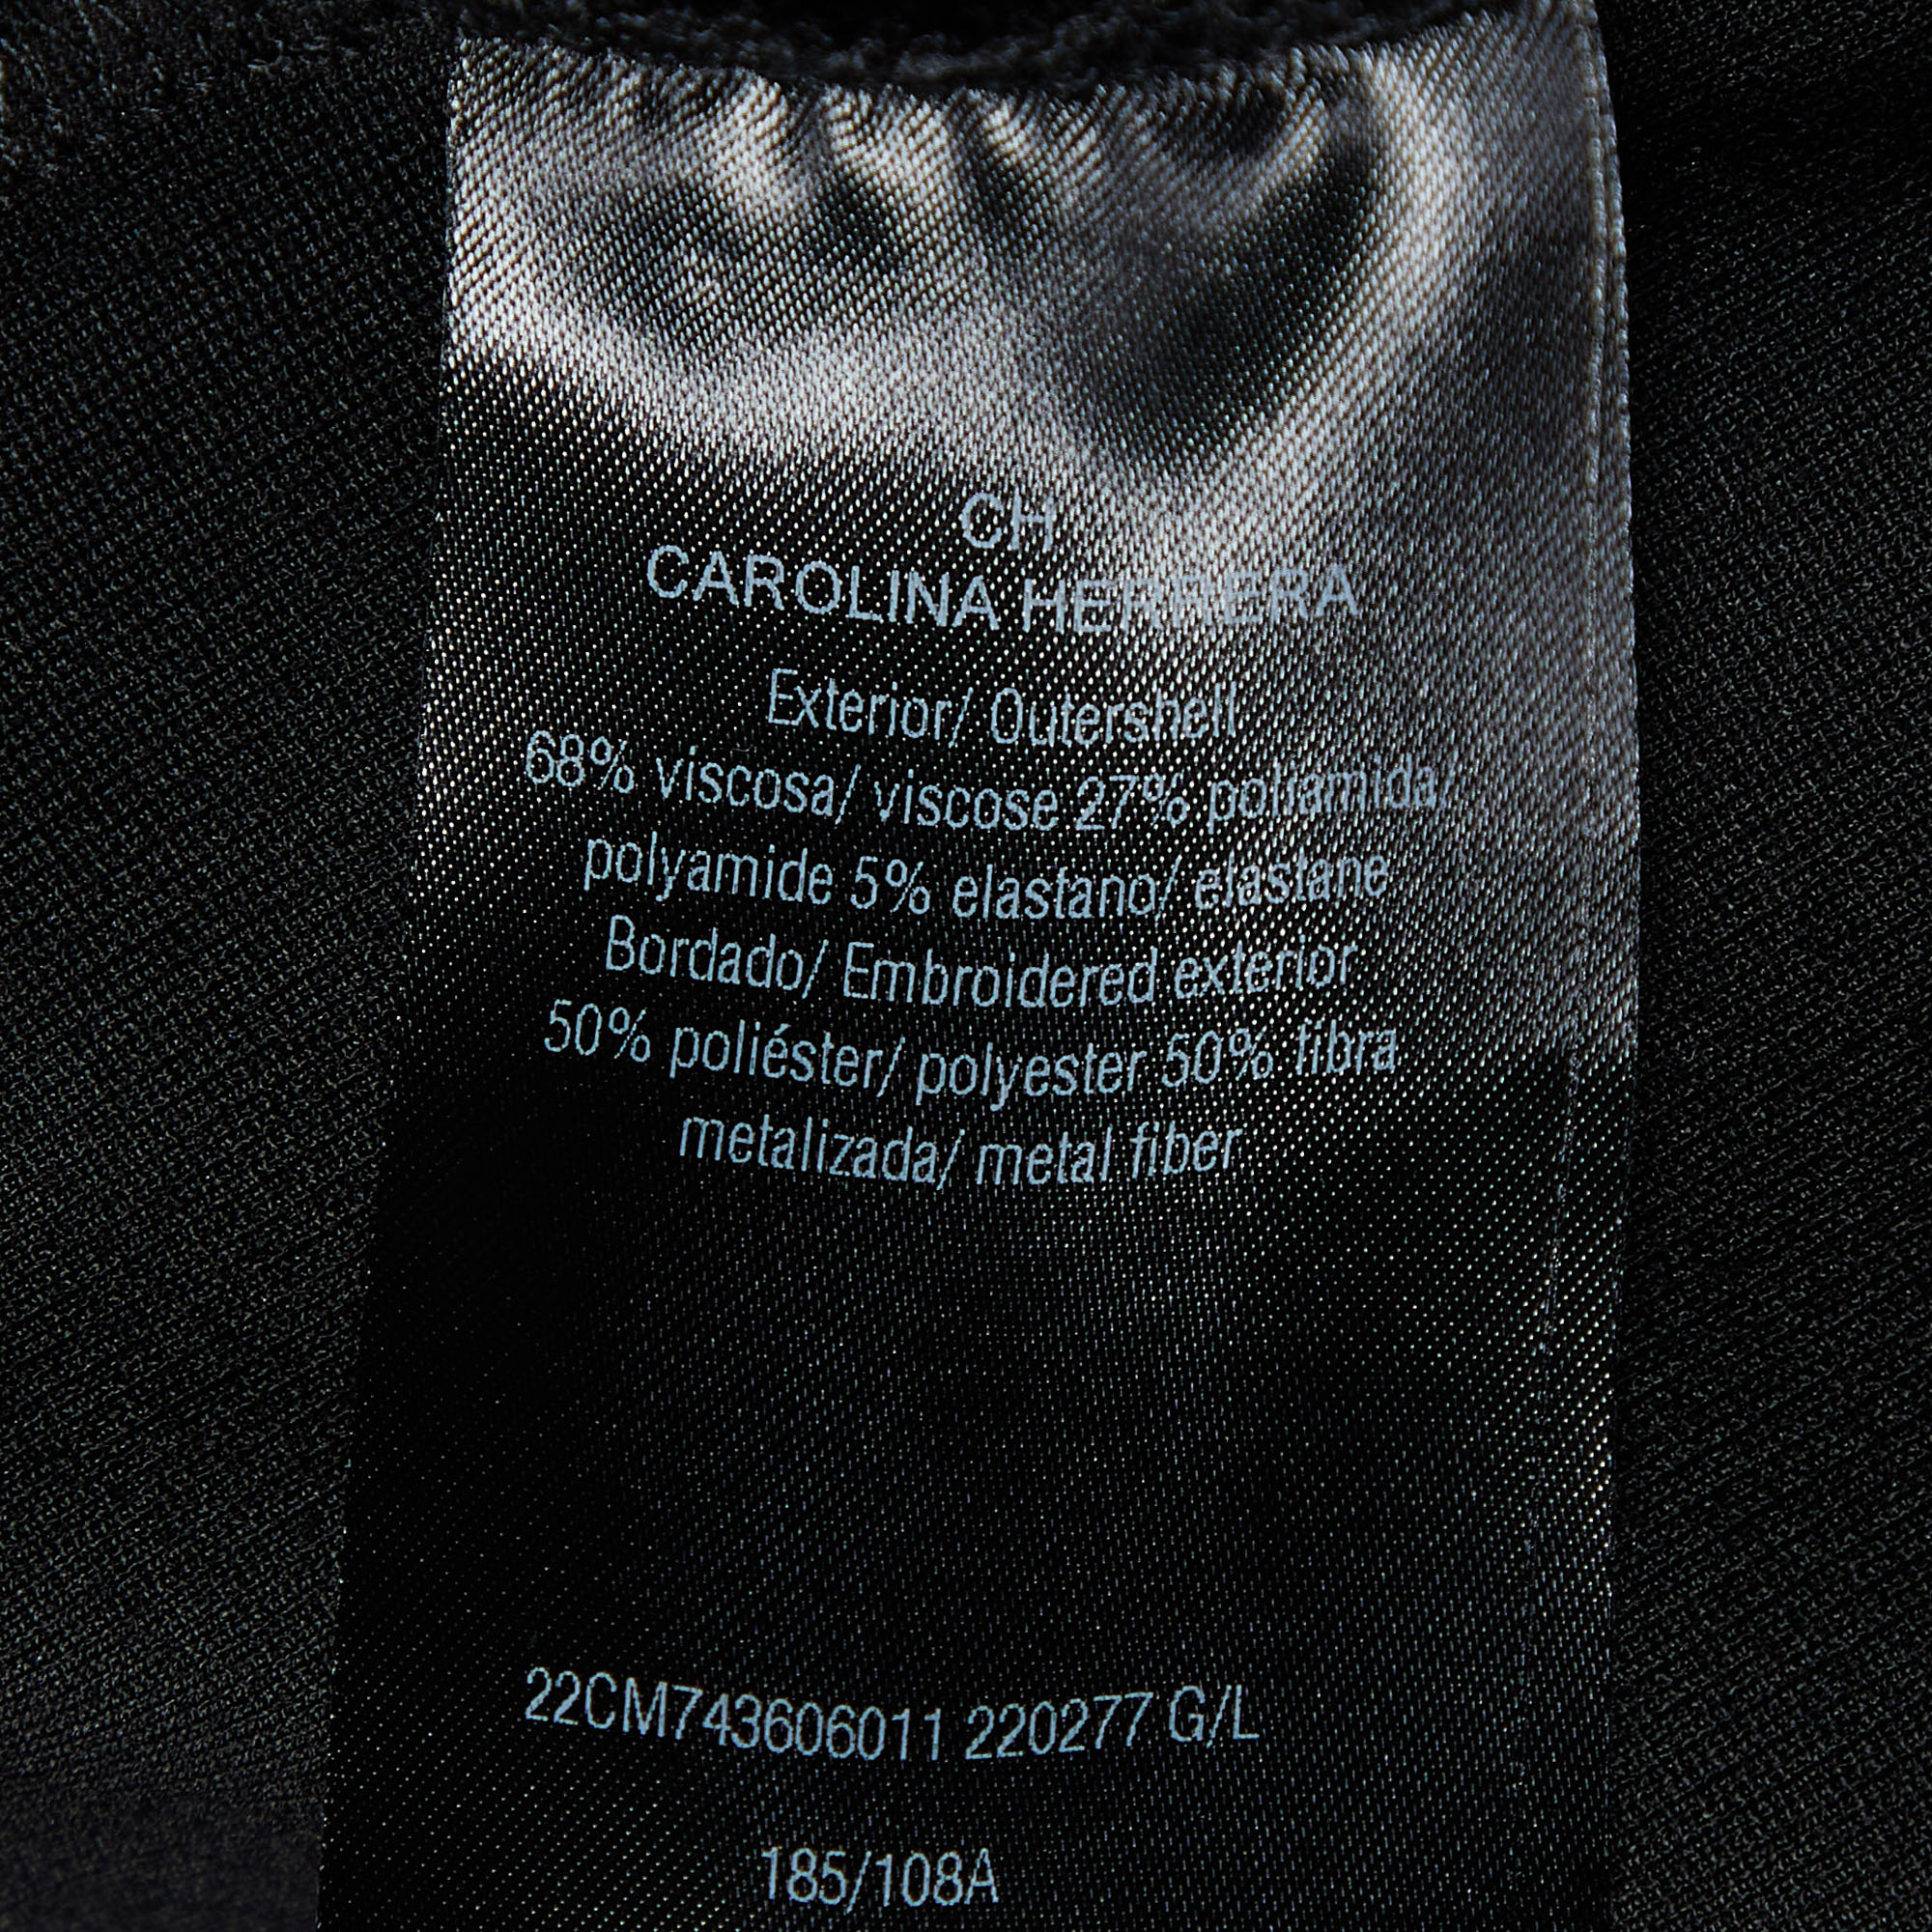 CH
CAROLINA HERRERA
Exterior/ Outershell
68% viscosa/ viscose 27% poliamida/
polyamide 5% elastano/ elastane
Bordado/ Embroidered exterior
50% poliéster/ polyester 50% fibra
metalizada/ metal fiber
22CM743606011 220277 G/L
185/108A